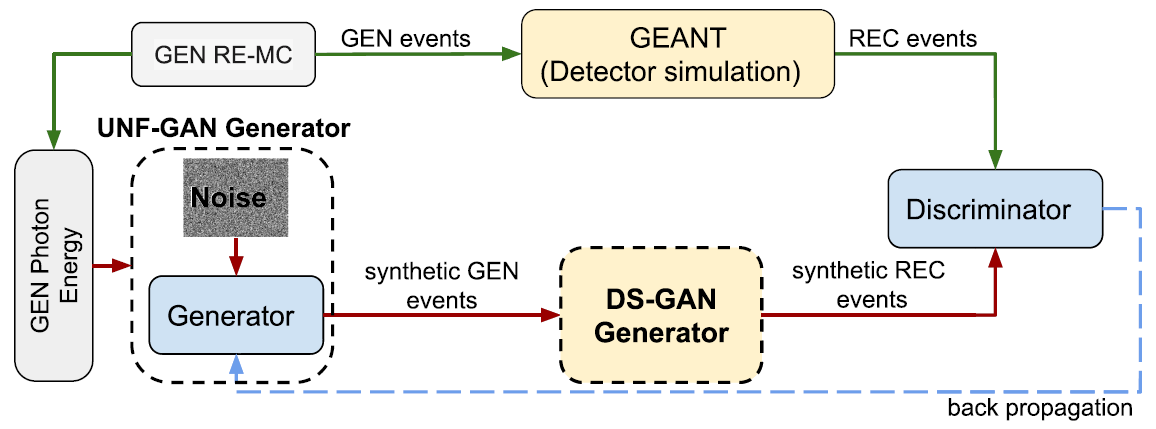 GEN RE-MC
GEN events
GEANT
(Detector simulation)
REC events
UNF-GAN Generator
Noise
GEN Photon
Energy
Generator
synthetic GEN
events
DS-GAN
Generator
synthetic REC
events
Discriminator
back propagation